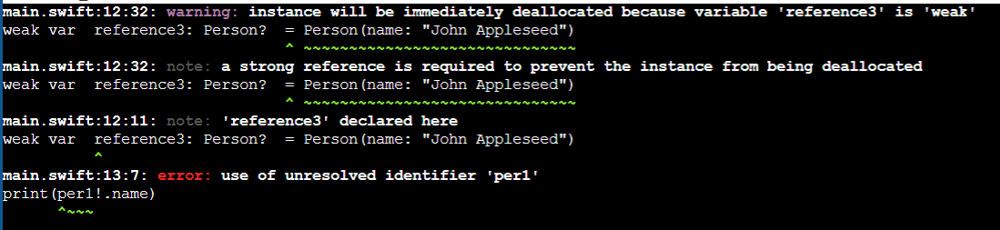 main.swift:12:32: warning: instance will be immediately deallocated because variable 'reference3' is 'weak'
weak var  reference3: Person?  = Person(name: "John Appleseed")
^ ~~~~~~~~~~~~~~~~~~~~~~~~~~~~~~
main.swift:12:32: note: a strong reference is required to prevent the instance from being deallocated
weak var  reference3: Person?  = Person(name: "John Appleseed")
^ ~~~~~~~~~~~~~~~~~~~~~~~~~~~~~~
main.swift:12:11: note: 'reference3' declared here
weak var  reference3: Person?  = Person(name: "John Appleseed")
^
main.swift:13:7: error: use of unresolved identifier 'per1'
print(per1!.name)
^~~~